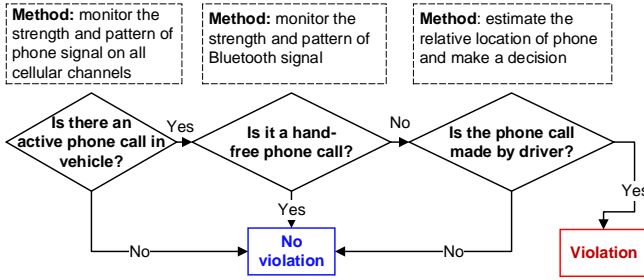 Method: monitor the
strength and pattern of
phone signal on all
cellular channels
Method: monitor the
strength and pattern of
Bluetooth signal
Method: estimate the
relative location of phone
and make a decision
Is there an
active phone call in
vehicle?
Yes
Is it a hand-
free phone call?
No
Is the phone call
made by driver?
Yes
Yes
No
No
violation
No
Violation